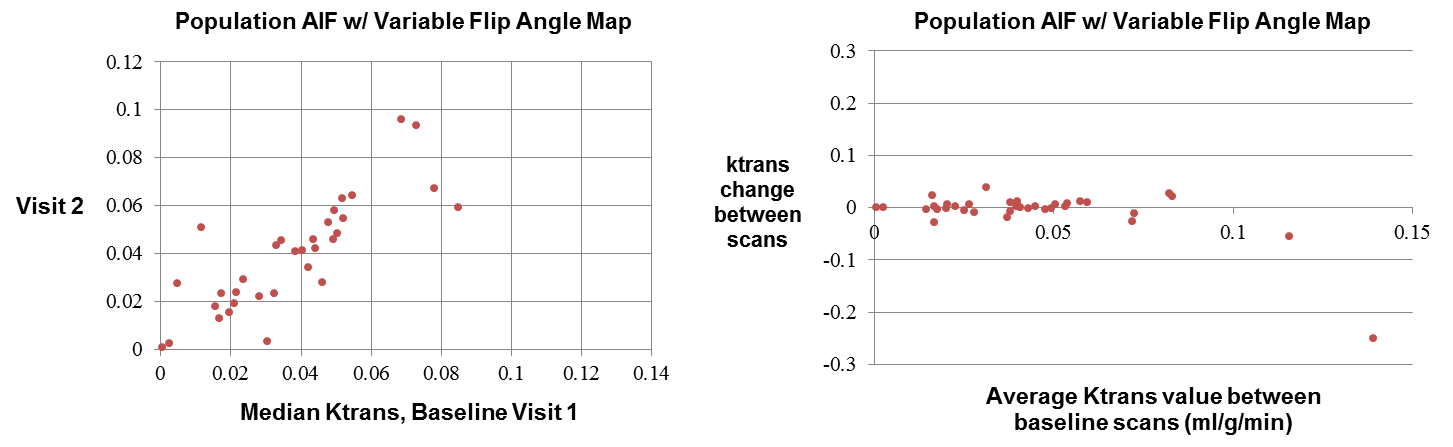 Population AIF w/ Variable Flip Angle Map
0.12
0.1
0.08
0.06
0.04
0.02
0
Visit 2
0 0.02 0.04 0.06 0.08 0.1 0.12 0.14
Median Ktrans, Baseline Visit 1
Population AIF w/ Variable Flip Angle Map
0.3
0.2
0.1
0
-0.1
-0.2
-0.3
ktrans
change
between
scans
0 0.05 0.1 0.15
Average Ktrans value between
baseline scans (ml/g/min)